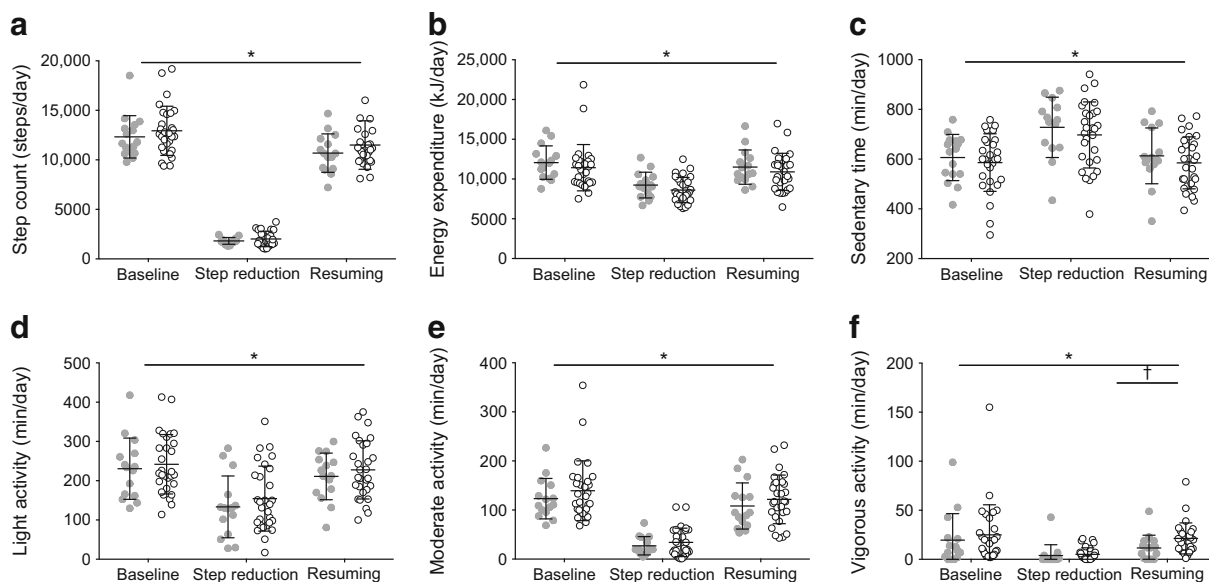 a
Step count (steps/day)
20,000
15,000
10,000
5000
0
*
Baseline
Step reduction
Resuming
b
Energy expenditure (kJ/day)
25,000
20,000
15,000
10,000
5000
0
*
Baseline
Step reduction
Resuming
c
Sedentary time (min/day)
1000
800
600
400
200
*
Baseline
Step reduction
Resuming
d
Light activity (min/day)
500
400
300
200
100
0
*
Baseline
Step reduction
Resuming
e
Moderate activity (min/day)
400
300
200
100
0
*
Baseline
Step reduction
Resuming
f
Vigorous activity (min/day)
200
150
100
50
0
*
†
Baseline
Step reduction
Resuming